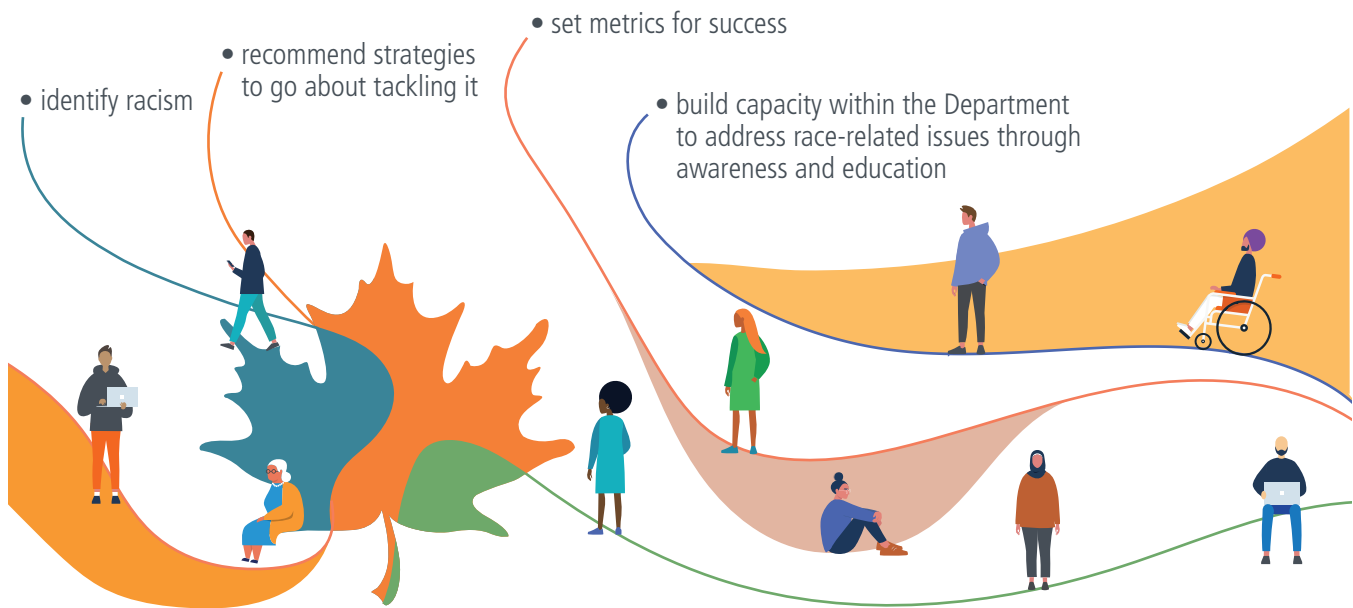 • identify racism
• recommend strategies
to go about tackling it
• set metrics for success
• build capacity within the Department
to address race-related issues through
awareness and education